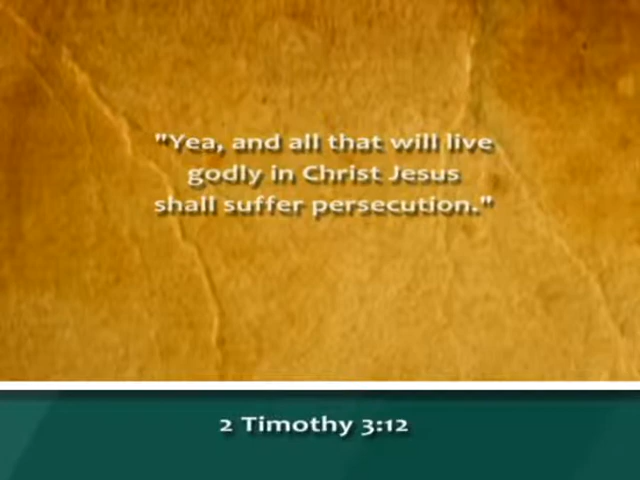 "Yea, and all that will live
godly in Christ Jesus
shall suffer persecution."
2 Timothy 3:12